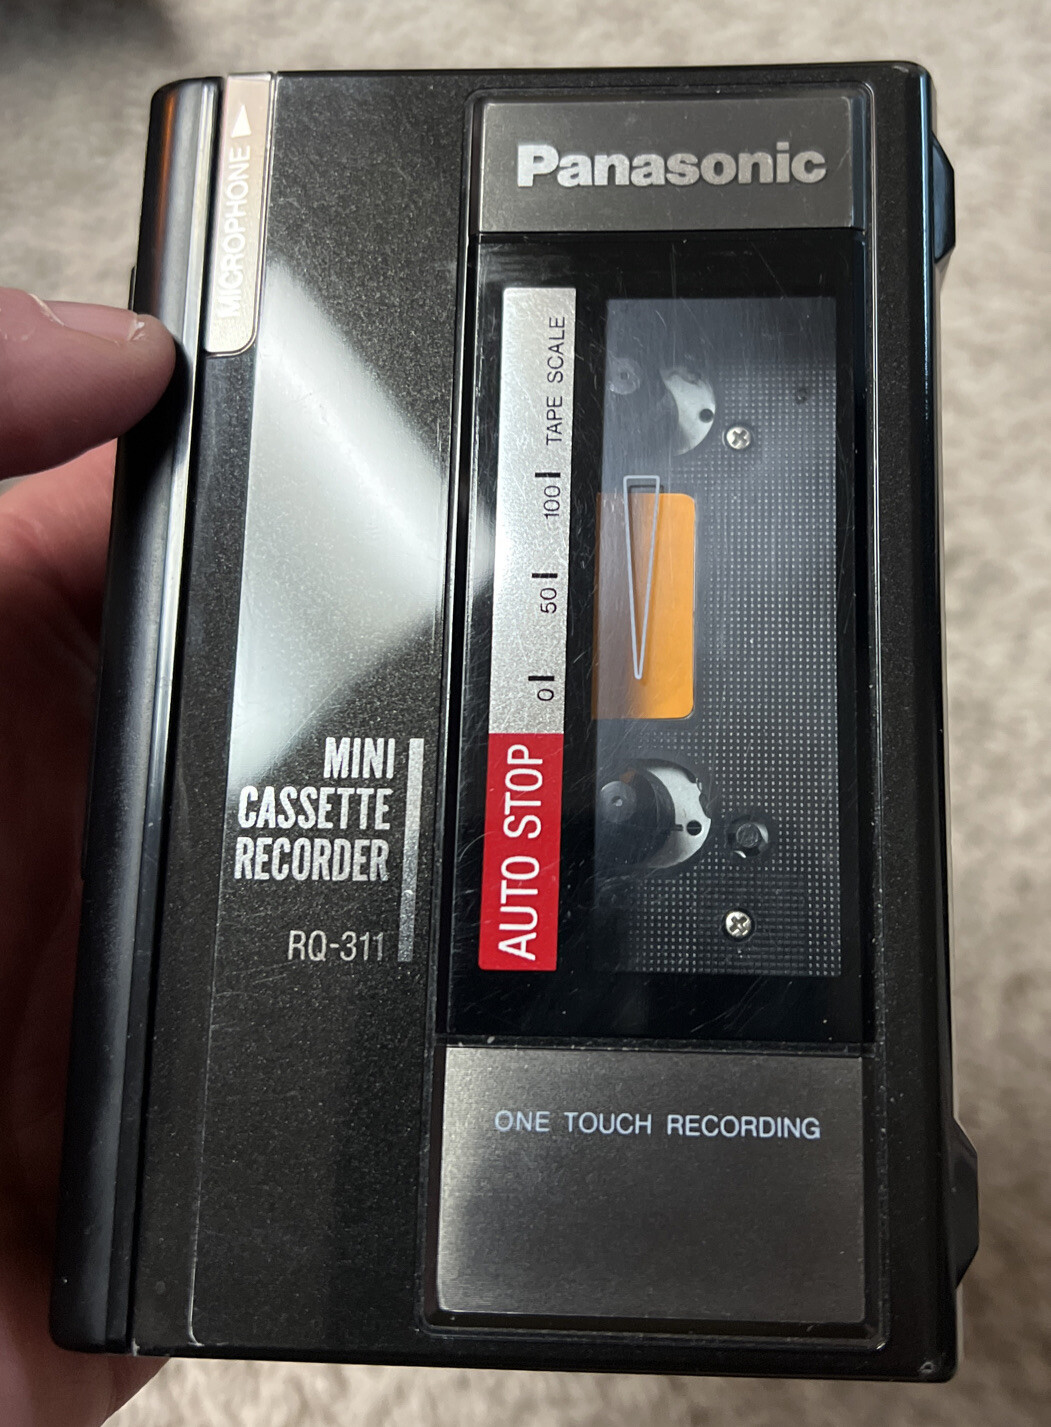 MICROPHONE ▶
Panasonic
TAPE SCALE
100
50
0
AUTO STOP
MINI
CASSETTE
RECORDER
RQ-311
ONE TOUCH RECORDING